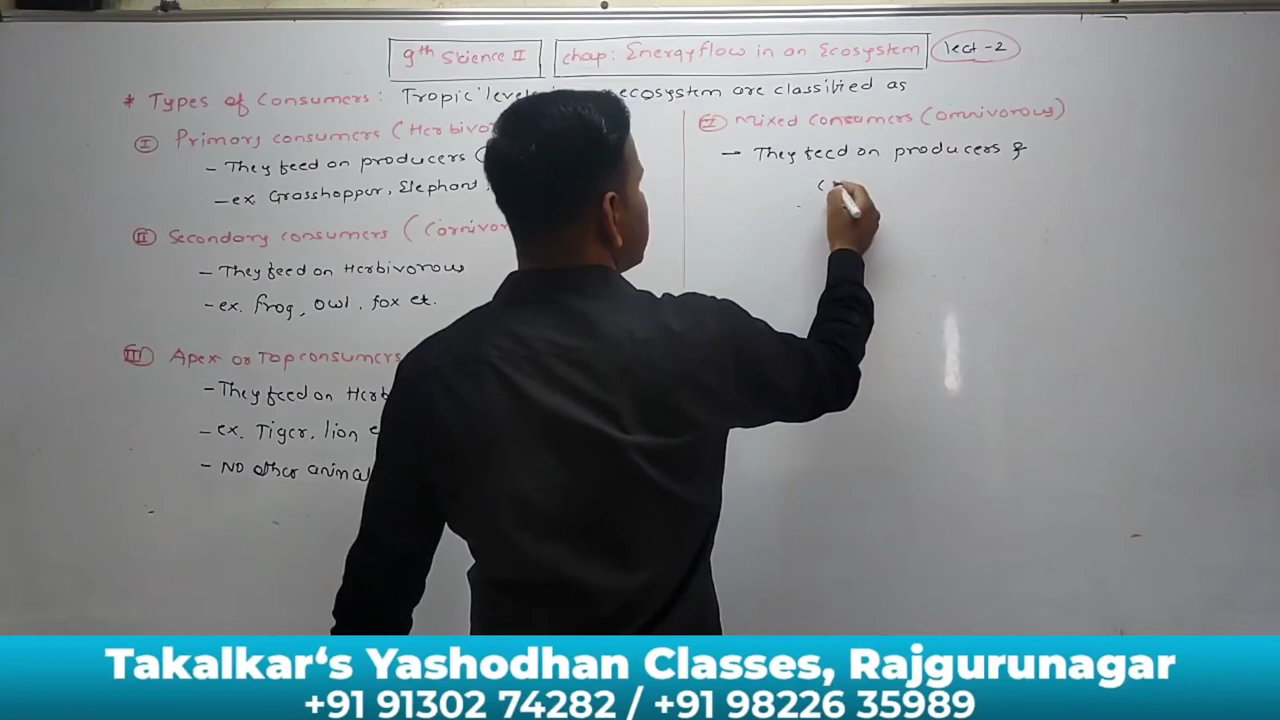 9th Science II
chap: Energy flow in an Ecosystem
lect-2
* Types of Consumers: Tropic levels ecosystem are classified as
I Primary consumers (Herbivo
- They feed on producers (
- ex. Grasshopper, Elephant,
II Secondary consumers (Carnivor
- They feed on Herbivorous
- ex. frog, owl, fox et.
III Apex or Top consumers
- They feed on Herb
- ex. Tiger, lion e
- No other animal
Mixed consumers (omnivorous)
- They feed on producers &
(
Takalkar‘s Yashodhan Classes, Rajgurunagar
+91 91302 74282 / +91 98226 35989